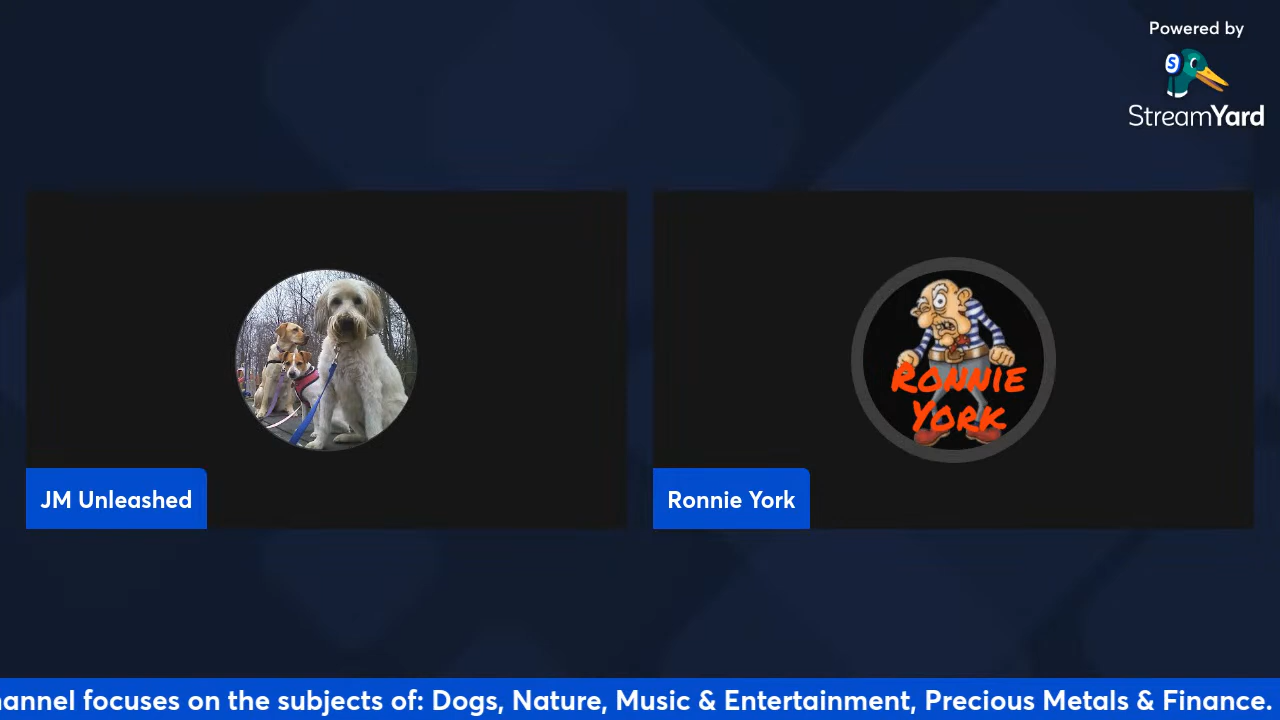 Powered by
S
StreamYard
RONNIE
YORK
JM Unleashed
Ronnie York
annel focuses on the subjects of: Dogs, Nature, Music & Entertainment, Precious Metals & Finance.